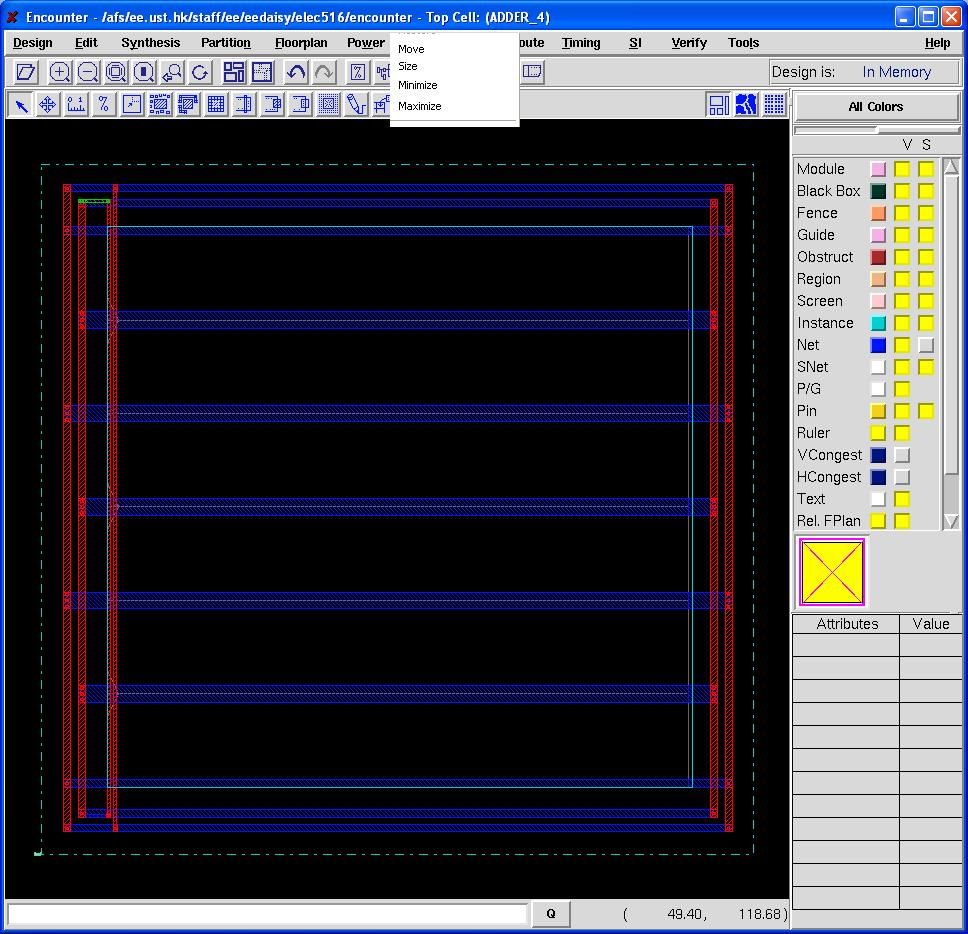 Encounter - /afs/ee.ust.hk/staff/ee/eedaisy/elec516/encounter - Top Cell: (ADDER_4)
Design Edit Synthesis Partition Floorplan Power oute Timing SI Verify Tools Help
Move
Size
Minimize
Maximize
Design is: In Memory
All Colors
V S
Module
Black Box
Fence
Guide
Obstruct
Region
Screen
Instance
Net
SNet
P/G
Pin
Ruler
VCongest
HCongest
Text
Rel. FPlan
Attributes Value
Q ( 49.40, 118.68)